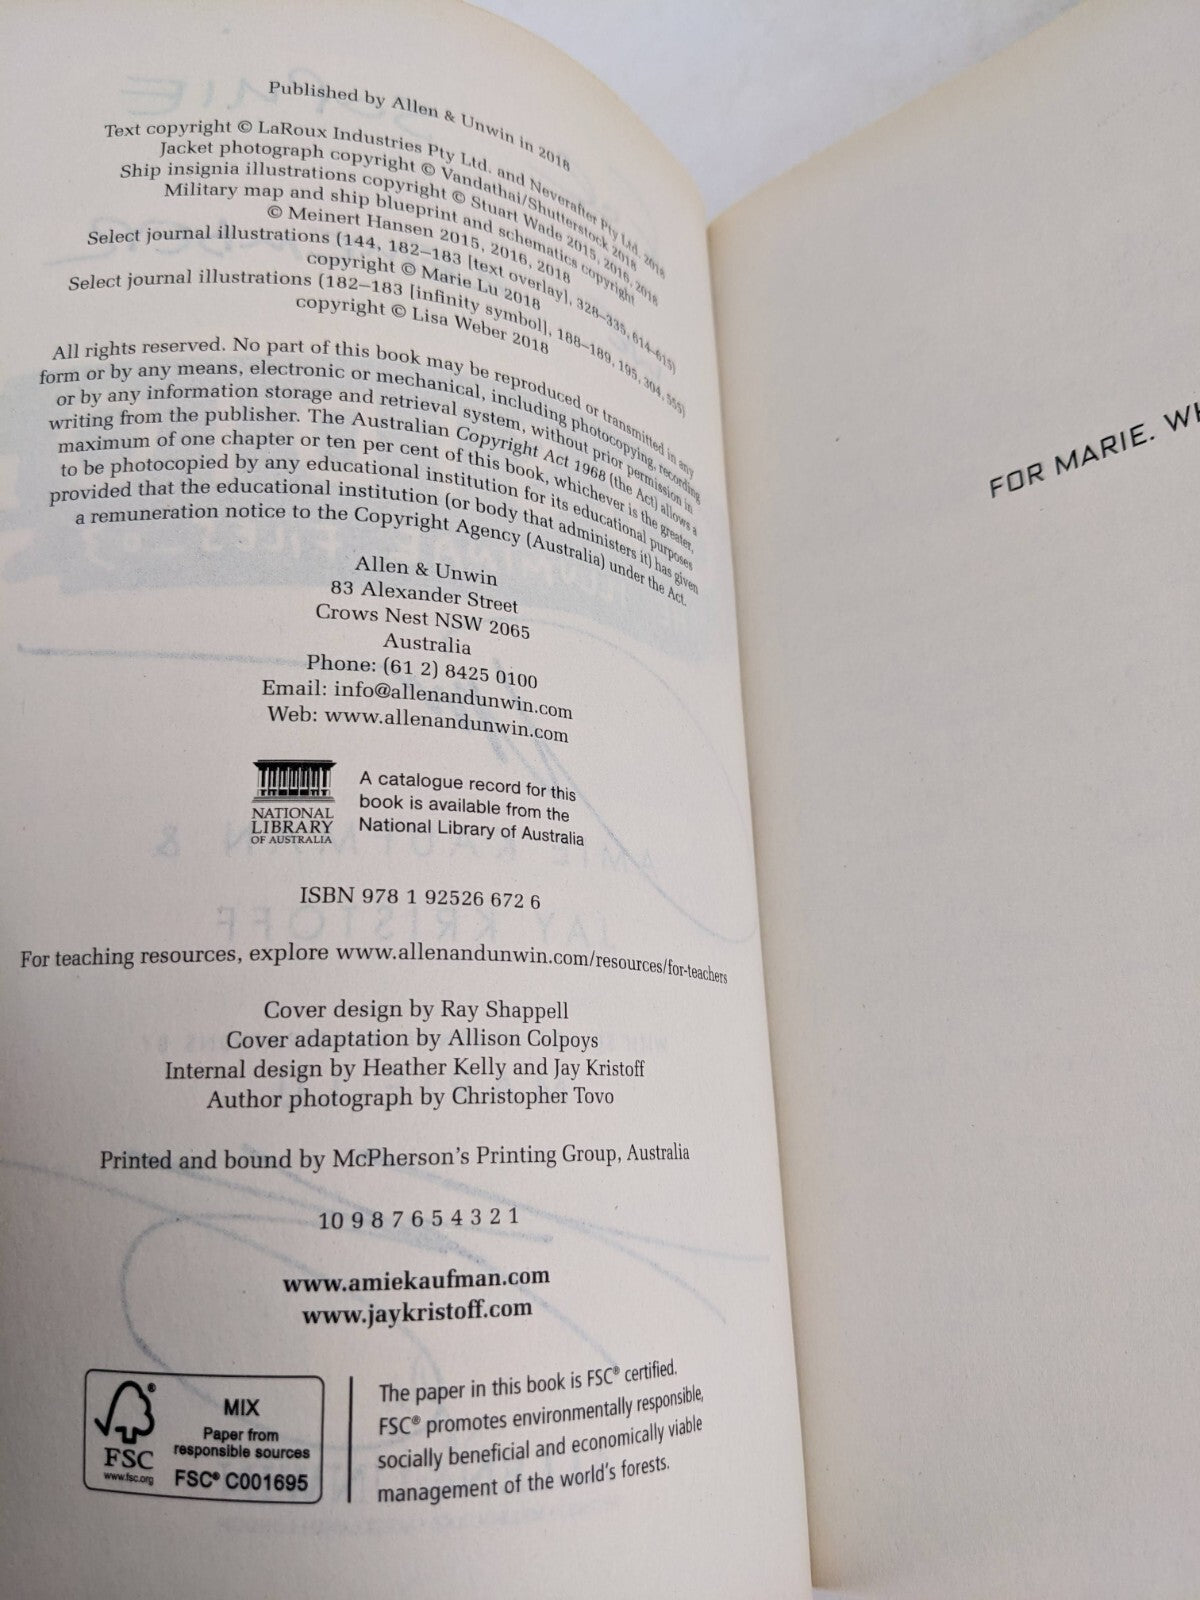 Published by Allen & Unwin in 2018
Text copyright © LaRoux Industries Pty Ltd. and Neverafter Pty Ltd. 2018
Jacket photograph copyright © Vandathai/Shutterstock 2018
Ship insignia illustrations copyright © Stuart Wade 2015, 2016, 2018
Military map and ship blueprint and schematics copyright
© Meinert Hansen 2015, 2016, 2018
Select journal illustrations (144, 182–183 [text overlay], 328–335, 614–615)
copyright © Marie Lu 2018
Select journal illustrations (182–183 [infinity symbol], 188–189, 195, 304, 555)
copyright © Lisa Weber 2018
All rights reserved. No part of this book may be reproduced or transmitted in any
form or by any means, electronic or mechanical, including photocopying, recording
or by any information storage and retrieval system, without prior permission in
writing from the publisher. The Australian Copyright Act 1968 (the Act) allows a
maximum of one chapter or ten per cent of this book, whichever is the greater,
to be photocopied by any educational institution for its educational purposes
provided that the educational institution (or body that administers it) has given
a remuneration notice to the Copyright Agency (Australia) under the Act.
Allen & Unwin
83 Alexander Street
Crows Nest NSW 2065
Australia
Phone: (61 2) 8425 0100
Email: info@allenandunwin.com
Web: www.allenandunwin.com
NATIONAL
LIBRARY
OF AUSTRALIA
A catalogue record for this
book is available from the
National Library of Australia
ISBN 978 1 92526 672 6
For teaching resources, explore www.allenandunwin.com/resources/for-teachers
Cover design by Ray Shappell
Cover adaptation by Allison Colpoys
Internal design by Heather Kelly and Jay Kristoff
Author photograph by Christopher Tovo
Printed and bound by McPherson's Printing Group, Australia
10 9 8 7 6 5 4 3 2 1
www.amiekaufman.com
www.jaykristoff.com
FSC
www.fsc.org
MIX
Paper from
responsible sources
FSC® C001695
The paper in this book is FSC® certified.
FSC® promotes environmentally responsible,
socially beneficial and economically viable
management of the world's forests.
FOR MARIE. WH